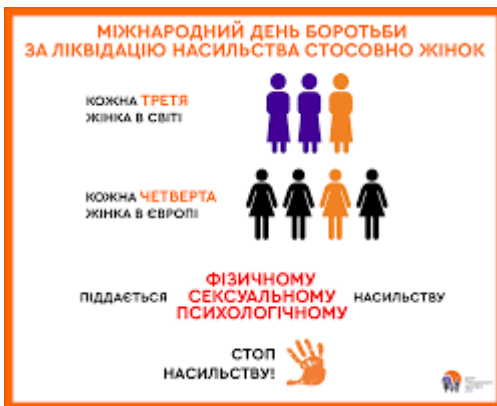 МІЖНАРОДНИЙ ДЕНЬ БОРОТЬБИ
ЗА ЛІКВІДАЦІЮ НАСИЛЬСТВА СТОСОВНО ЖІНОК
КОЖНА ТРЕТЯ
ЖІНКА В СВІТІ
КОЖНА ЧЕТВЕРТА
ЖІНКА В ЄВРОПІ
ПІДДАЄТЬСЯ
ФІЗИЧНОМУ
СЕКСУАЛЬНОМУ
ПСИХОЛОГІЧНОМУ
НАСИЛЬСТВУ
СТОП
НАСИЛЬСТВУ!